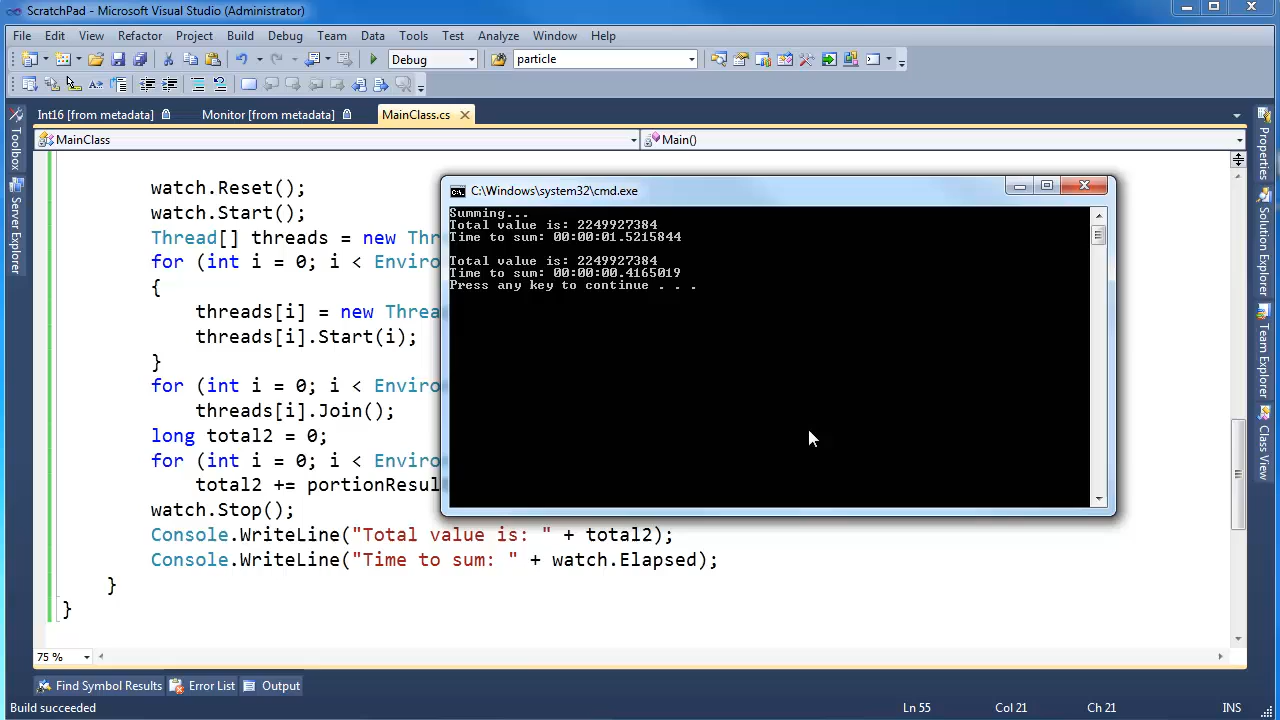 ScratchPad - Microsoft Visual Studio (Administrator)
File Edit View Refactor Project Build Debug Team Data Tools Test Analyze Window Help
Debug particle
Int16 [from metadata] Monitor [from metadata] MainClass.cs
MainClass Main()
Toolbox
Server Explorer
watch.Reset();
watch.Start();
Thread[] threads = new Thr
for (int i = 0; i < Enviro
{
threads[i] = new Threa
threads[i].Start(i);
}
for (int i = 0; i < Enviro
threads[i].Join();
long total2 = 0;
for (int i = 0; i < Enviro
total2 += portionResul
watch.Stop();
Console.WriteLine("Total value is: " + total2);
Console.WriteLine("Time to sum: " + watch.Elapsed);
}
}
C:\Windows\system32\cmd.exe
Summing...
Total value is: 2249927384
Time to sum: 00:00:01.5215844
Total value is: 2249927384
Time to sum: 00:00:00.4165019
Press any key to continue . . .
Properties
Solution Explorer
Team Explorer
Class View
75 %
Find Symbol Results Error List Output
Build succeeded Ln 55 Col 21 Ch 21 INS